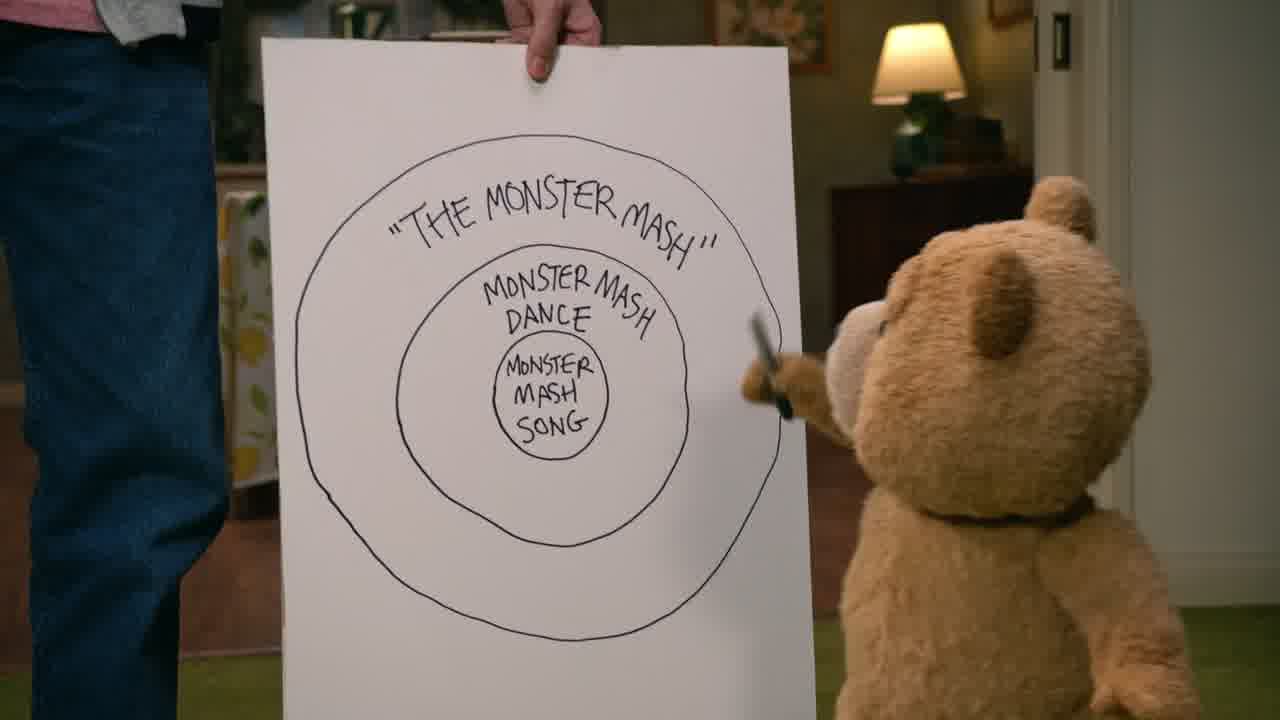 "THE MONSTER MASH"
MONSTER MASH
DANCE
MONSTER
MASH
SONG